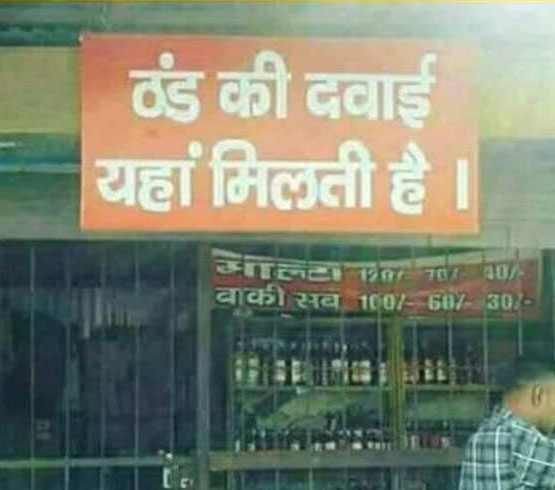 ठंड की दवाई
यहां मिलती है ।
माल्टा 120/ 70/ 40/-
बाकी सब 100/- 60/- 30/-